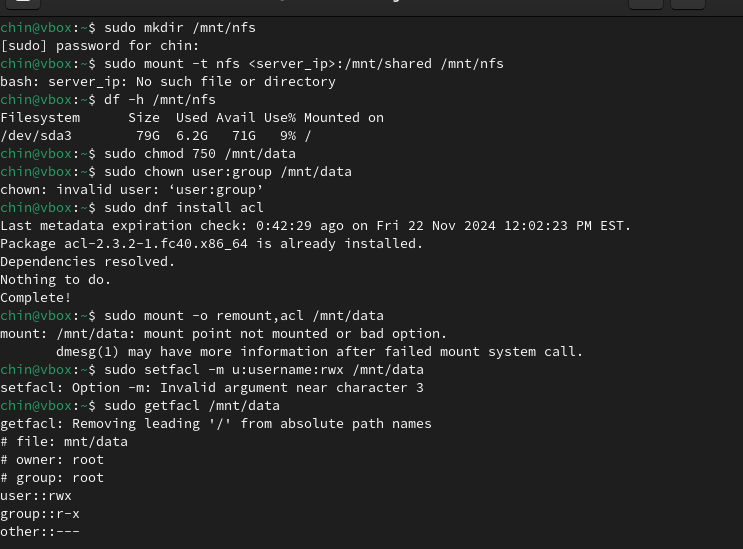 chin@vbox:~$ sudo mkdir /mnt/nfs
[sudo] password for chin:
chin@vbox:~$ sudo mount -t nfs <server_ip>:/mnt/shared /mnt/nfs
bash: server_ip: No such file or directory
chin@vbox:~$ df -h /mnt/nfs
Filesystem      Size  Used Avail Use% Mounted on
/dev/sda3        79G  6.2G   71G   9% /
chin@vbox:~$ sudo chmod 750 /mnt/data
chin@vbox:~$ sudo chown user:group /mnt/data
chown: invalid user: ‘user:group’
chin@vbox:~$ sudo dnf install acl
Last metadata expiration check: 0:42:29 ago on Fri 22 Nov 2024 12:02:23 PM EST.
Package acl-2.3.2-1.fc40.x86_64 is already installed.
Dependencies resolved.
Nothing to do.
Complete!
chin@vbox:~$ sudo mount -o remount,acl /mnt/data
mount: /mnt/data: mount point not mounted or bad option.
       dmesg(1) may have more information after failed mount system call.
chin@vbox:~$ sudo setfacl -m u:username:rwx /mnt/data
setfacl: Option -m: Invalid argument near character 3
chin@vbox:~$ sudo getfacl /mnt/data
getfacl: Removing leading '/' from absolute path names
# file: mnt/data
# owner: root
# group: root
user::rwx
group::r-x
other::---